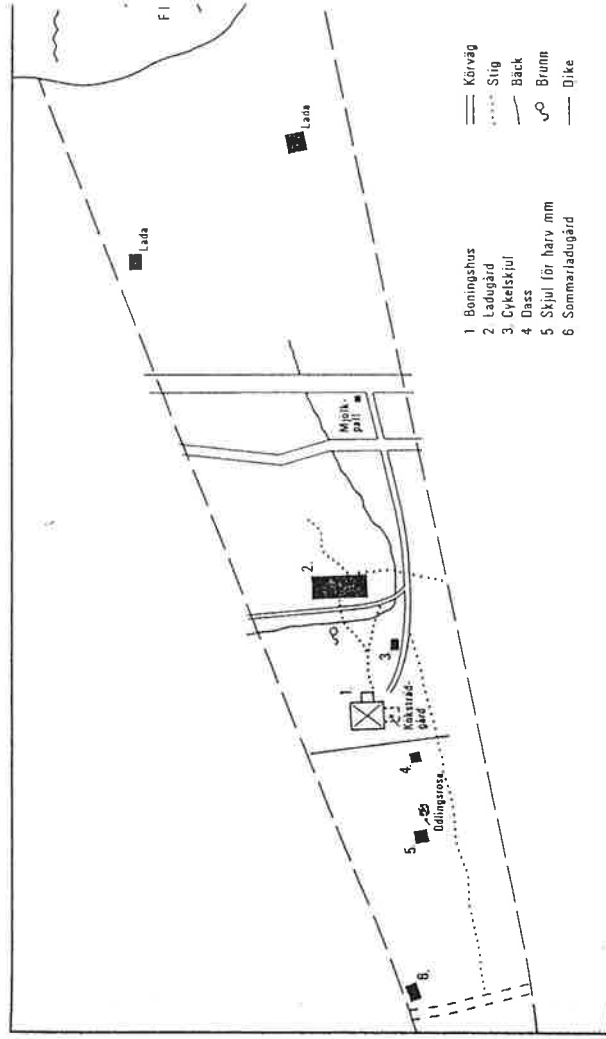 Fl
Lada
Lada
Mjölk-
pall
2.
1.
3.
Köksträd-
gård
4.
5.
Odlingsröse
6.
1 Boningshus
2 Ladugård
3. Cykelskjul
4 Dass
5 Skjul för harv mm
6 Sommarladugård
Körväg
Stig
Bäck
Brunn
Dike